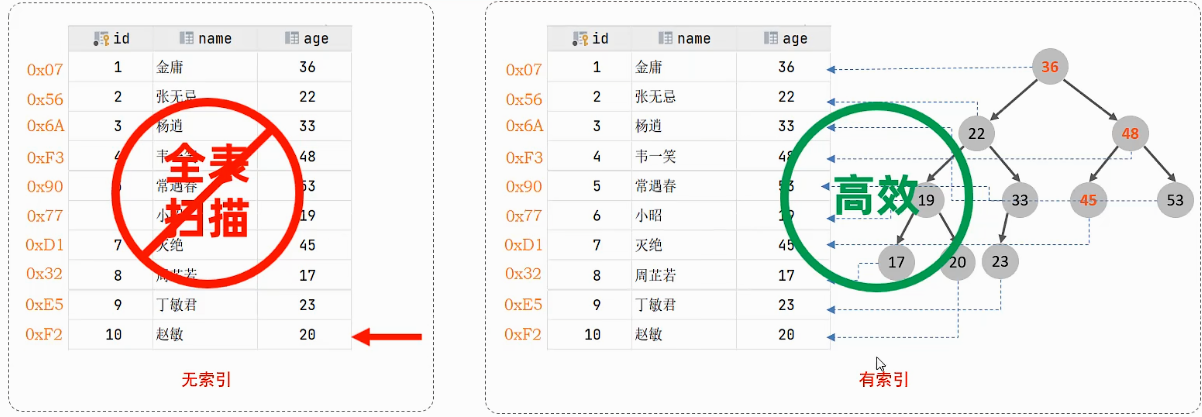 id name age
0x07 1 金庸 36
0x56 2 张无忌 22
0x6A 3 杨逍 33
0xF3 4 韦一笑 48
0x90 5 常遇春 53
0x77 6 小昭 19
0xD1 7 灭绝 45
0x32 8 周芷若 17
0xE5 9 丁敏君 23
0xF2 10 赵敏 20
全表
扫描
无索引
id name age
0x07 1 金庸 36
0x56 2 张无忌 22
0x6A 3 杨逍 33
0xF3 4 韦一笑 48
0x90 5 常遇春 53
0x77 6 小昭 19
0xD1 7 灭绝 45
0x32 8 周芷若 17
0xE5 9 丁敏君 23
0xF2 10 赵敏 20
高效
36
22 48
19 33 45 53
17 20 23
有索引